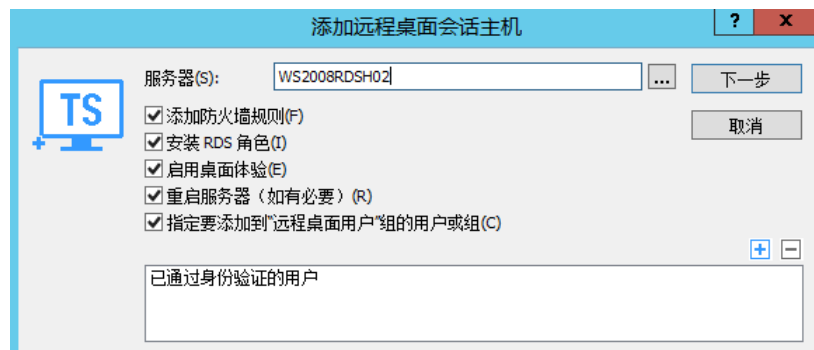 添加远程桌面会话主机
? x
服务器(S): WS2008RDSH02 ... 下一步
TS
添加防火墙规则(F) 取消
安装 RDS 角色(I)
启用桌面体验(E)
重启服务器（如有必要）(R)
指定要添加到"远程桌面用户"组的用户或组(C)
已通过身份验证的用户